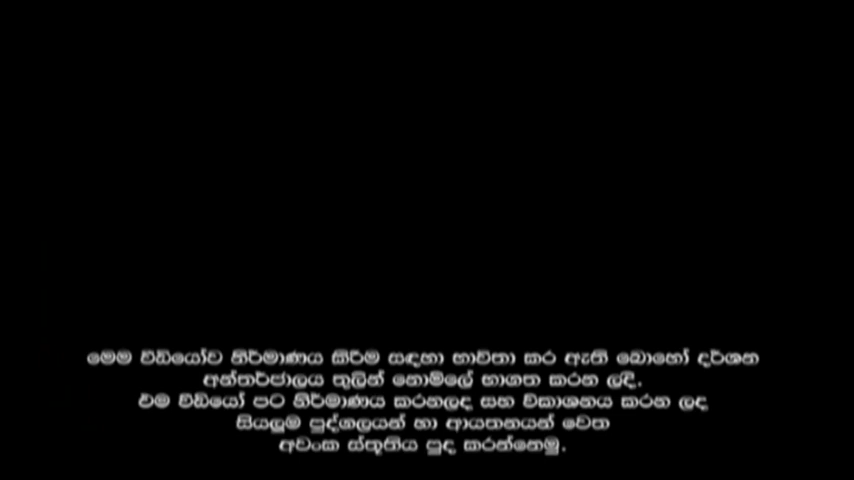 මෙම වීඩියෝව නිර්මාණය කිරීම සඳහා භාවිතා කර ඇති බොහෝ දර්ශන
අන්තර්ජාලය තුලින් නොමිලේ භාගත කරන ලදී.
එම වීඩියෝ පට නිර්මාණය කරනලද සහ විකාශනය කරන ලද
සියලුම පුද්ගලයන් හා ආයතනයන් වෙත
අවංක ස්තූතිය පුද කරන්නෙමු.